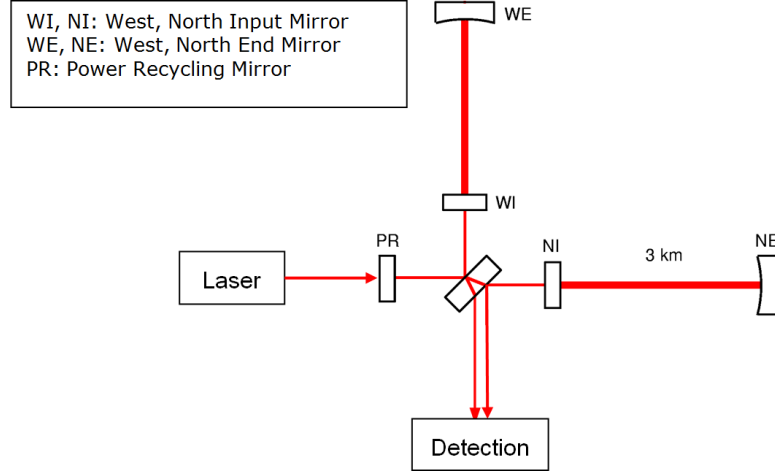 WI, NI: West, North Input Mirror
WE, NE: West, North End Mirror
PR: Power Recycling Mirror
WE
WI
PR
NI
3 km
NE
Laser
Detection